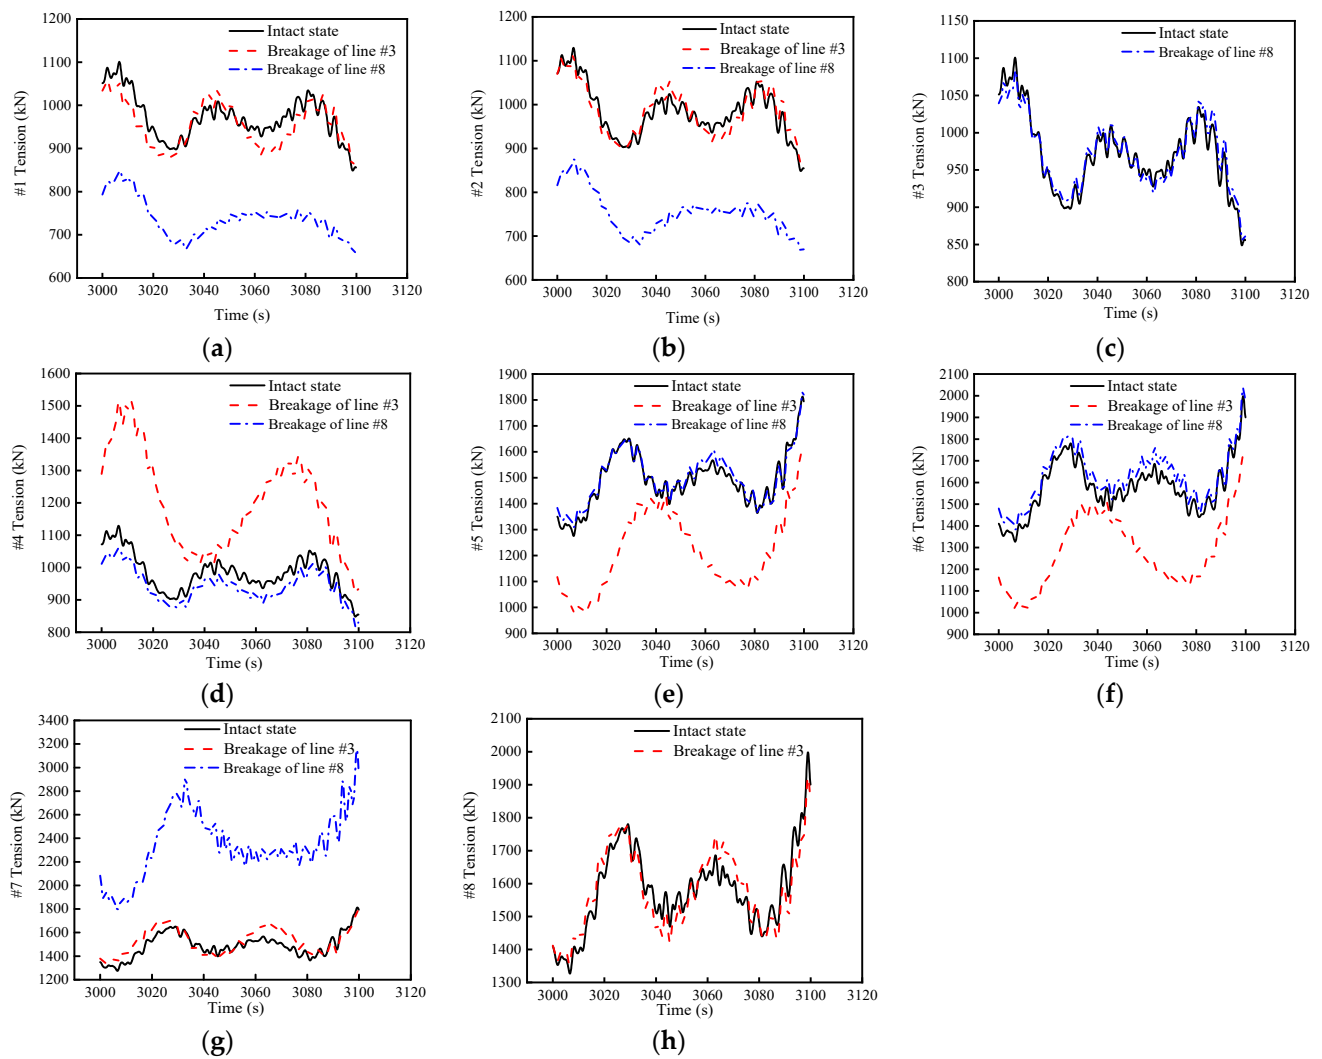 1200
1100
1000
900
800
700
600
#1 Tension (kN)
Intact state
Breakage of line #3
Breakage of line #8
3000 3020 3040 3060 3080 3100 3120
Time (s)
(a)
1200
1100
1000
900
800
700
600
#2 Tension (kN)
Intact state
Breakage of line #3
Breakage of line #8
3000 3020 3040 3060 3080 3100 3120
Time (s)
(b)
1150
1100
1050
1000
950
900
850
800
#3 Tension (kN)
Intact state
Breakage of line #8
3000 3020 3040 3060 3080 3100 3120
Time (s)
(c)
1600
1500
1400
1300
1200
1100
1000
900
800
#4 Tension (kN)
Intact state
Breakage of line #3
Breakage of line #8
3000 3020 3040 3060 3080 3100 3120
Time (s)
(d)
1900
1800
1700
1600
1500
1400
1300
1200
1100
1000
900
#5 Tension (kN)
Intact state
Breakage of line #3
Breakage of line #8
3000 3020 3040 3060 3080 3100 3120
Time (s)
(e)
2100
2000
1900
1800
1700
1600
1500
1400
1300
1200
1100
1000
900
#6 Tension (kN)
Intact state
Breakage of line #3
Breakage of line #8
3000 3020 3040 3060 3080 3100 3120
Time (s)
(f)
3400
3200
3000
2800
2600
2400
2200
2000
1800
1600
1400
1200
#7 Tension (kN)
Intact state
Breakage of line #3
Breakage of line #8
3000 3020 3040 3060 3080 3100 3120
Time (s)
(g)
2100
2000
1900
1800
1700
1600
1500
1400
1300
#8 Tension (kN)
Intact state
Breakage of line #3
3000 3020 3040 3060 3080 3100 3120
Time (s)
(h)